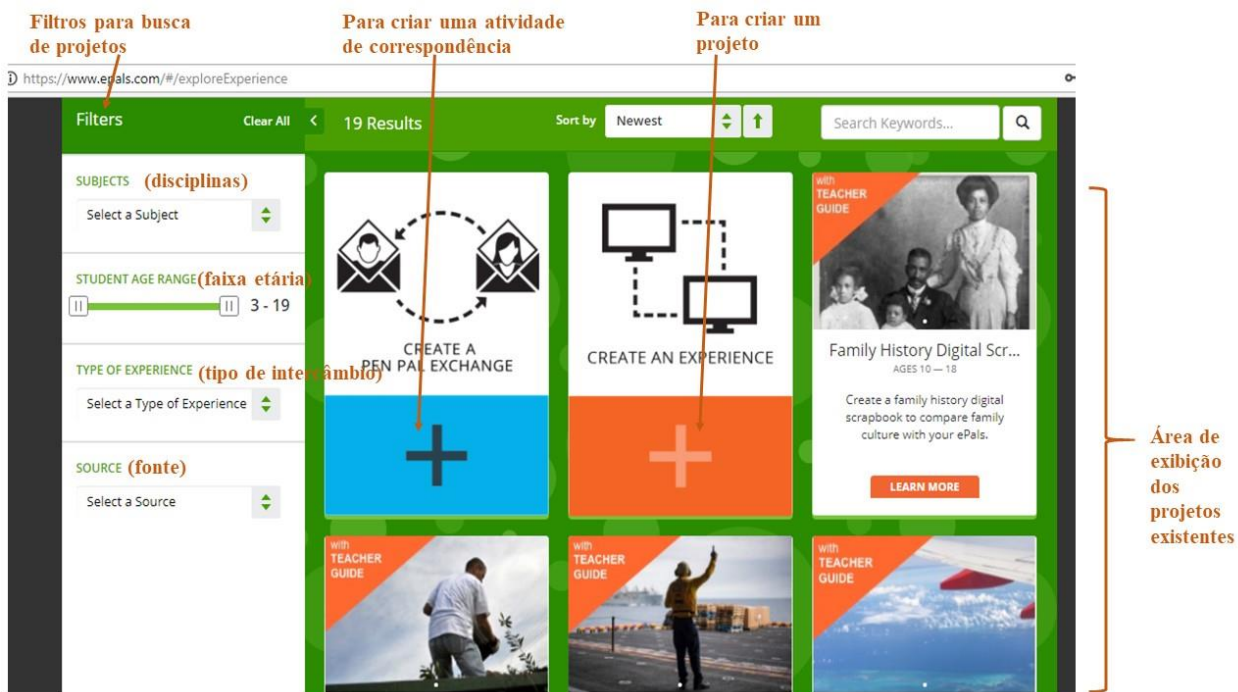 Filtros para busca
de projetos
Para criar uma atividade
de correspondência
Para criar um
projeto
https://www.epals.com/#/exploreExperience
Filters
Clear All
19 Results
Sort by
Newest
Search Keywords...
SUBJECTS (disciplinas)
Select a Subject
STUDENT AGE RANGE (faixa etária)
3 - 19
TYPE OF EXPERIENCE (tipo de intercâmbio)
Select a Type of Experience
SOURCE (fonte)
Select a Source
CREATE A
PEN PAL EXCHANGE
CREATE AN EXPERIENCE
with
TEACHER
GUIDE
Family History Digital Scr...
AGES 10 — 18
Create a family history digital
scrapbook to compare family
culture with your ePals.
LEARN MORE
Área de
exibição
dos
projetos
existentes
with
TEACHER
GUIDE
with
TEACHER
GUIDE
with
TEACHER
GUIDE